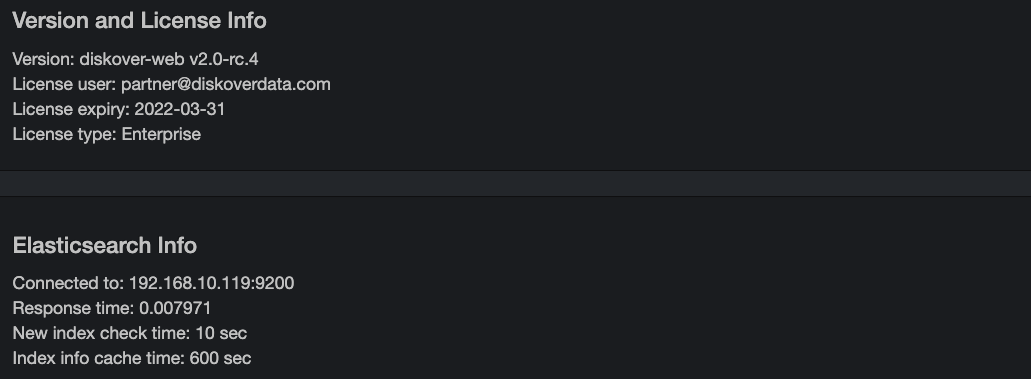 Version and License Info
Version: diskover-web v2.0-rc.4
License user: partner@diskoverdata.com
License expiry: 2022-03-31
License type: Enterprise
Elasticsearch Info
Connected to: 192.168.10.119:9200
Response time: 0.007971
New index check time: 10 sec
Index info cache time: 600 sec